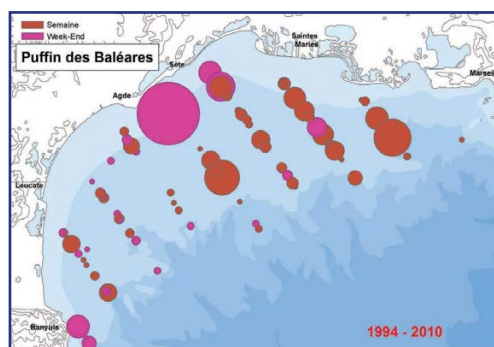 Semaine
Week-End
Puffin des Baléares
Saintes
Maries
Sète
Marseil
Agde
Leucate
Banyuls
1994 - 2010